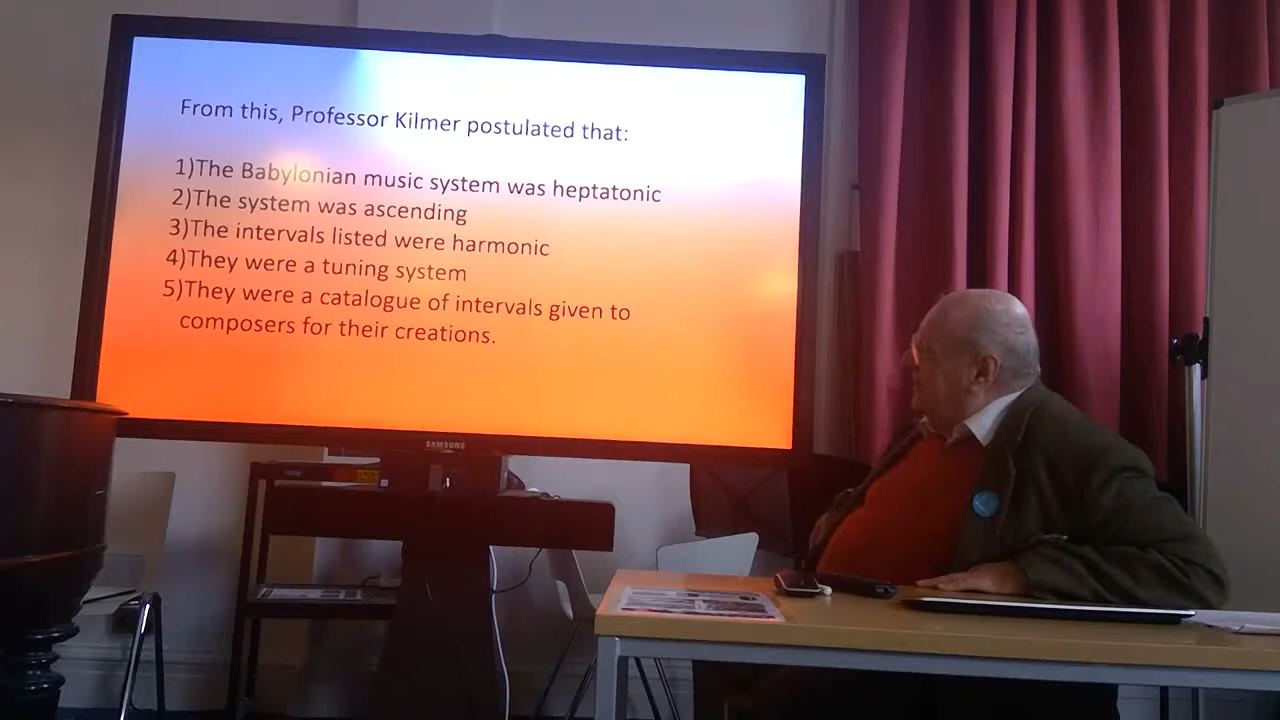 From this, Professor Kilmer postulated that:
1)The Babylonian music system was heptatonic
2)The system was ascending
3)The intervals listed were harmonic
4)They were a tuning system
5)They were a catalogue of intervals given to
composers for their creations.
SAMSUNG